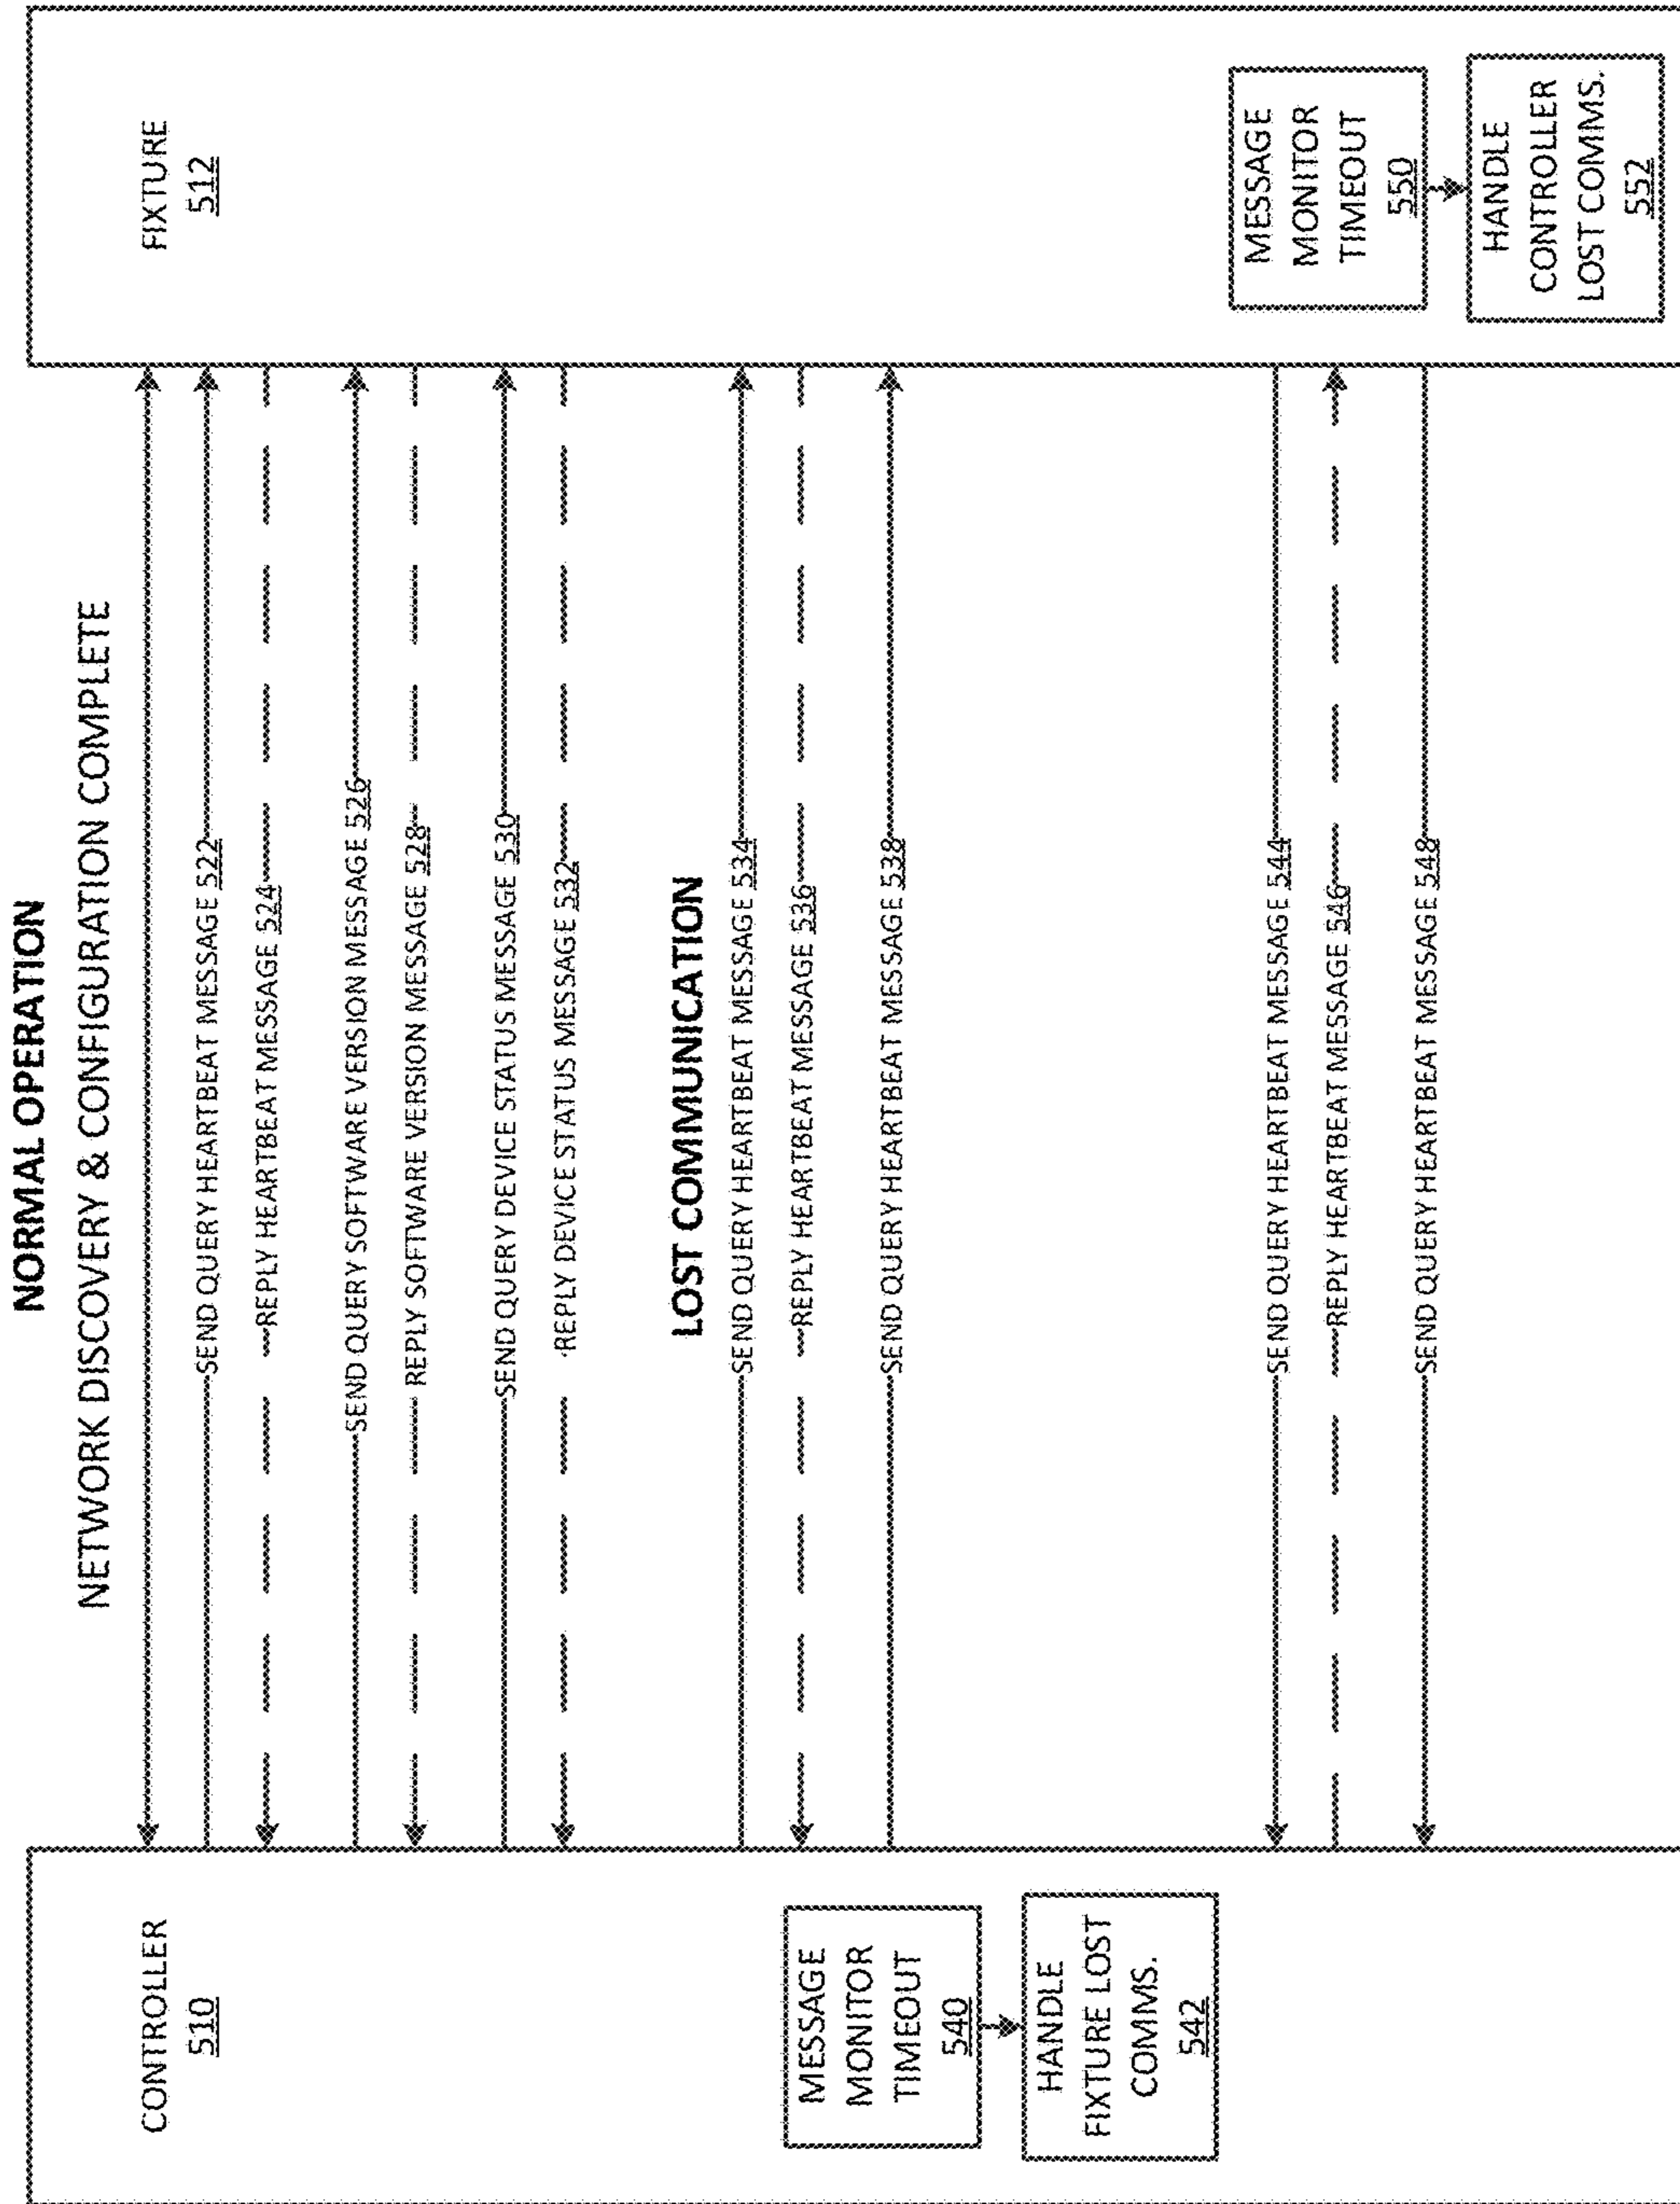 NORMAL OPERATION
NETWORK DISCOVERY & CONFIGURATION COMPLETE
CONTROLLER
510
FIXTURE
512
SEND QUERY HEARTBEAT MESSAGE 522
REPLY HEARTBEAT MESSAGE 524
SEND QUERY SOFTWARE VERSION MESSAGE 526
REPLY SOFTWARE VERSION MESSAGE 528
SEND QUERY DEVICE STATUS MESSAGE 530
REPLY DEVICE STATUS MESSAGE 532
LOST COMMUNICATION
SEND QUERY HEARTBEAT MESSAGE 534
REPLY HEARTBEAT MESSAGE 536
SEND QUERY HEARTBEAT MESSAGE 538
MESSAGE
MONITOR
TIMEOUT
540
HANDLE
FIXTURE LOST
COMMS.
542
SEND QUERY HEARTBEAT MESSAGE 544
REPLY HEARTBEAT MESSAGE 546
SEND QUERY HEARTBEAT MESSAGE 548
MESSAGE
MONITOR
TIMEOUT
550
HANDLE
CONTROLLER
LOST COMMS.
552